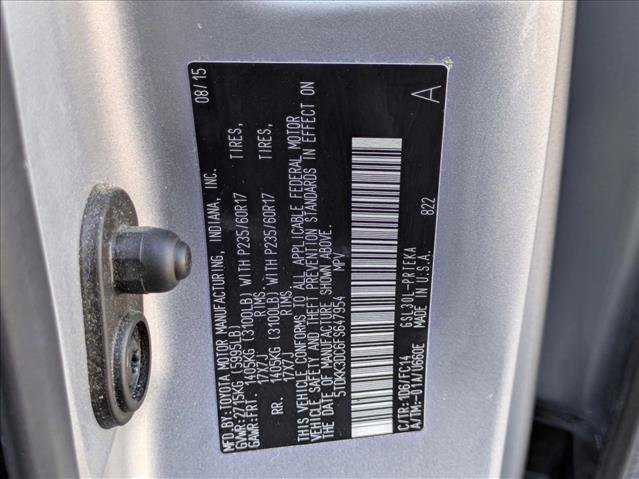 08/15
MFD.BY:TOYOTA MOTOR MANUFACTURING, INDIANA, INC.
GVWR:2715KG (5995LB)
GAWR:FRT. 1405KG (3100LB) WITH P235/60R17 TIRES,
17X7J RIMS.
RR. 1405KG (3100LB) WITH P235/60R17 TIRES,
17X7J RIMS.
THIS VEHICLE CONFORMS TO ALL APPLICABLE FEDERAL MOTOR
VEHICLE SAFETY AND THEFT PREVENTION STANDARDS IN EFFECT ON
THE DATE OF MANUFACTURE SHOWN ABOVE.
5TDKK3DCGFS647954 MPV
A
822
C/TR:1D6/FC14 GSL30L-PRTEKA
A/TM:-01A/U660E MADE IN U.S.A.